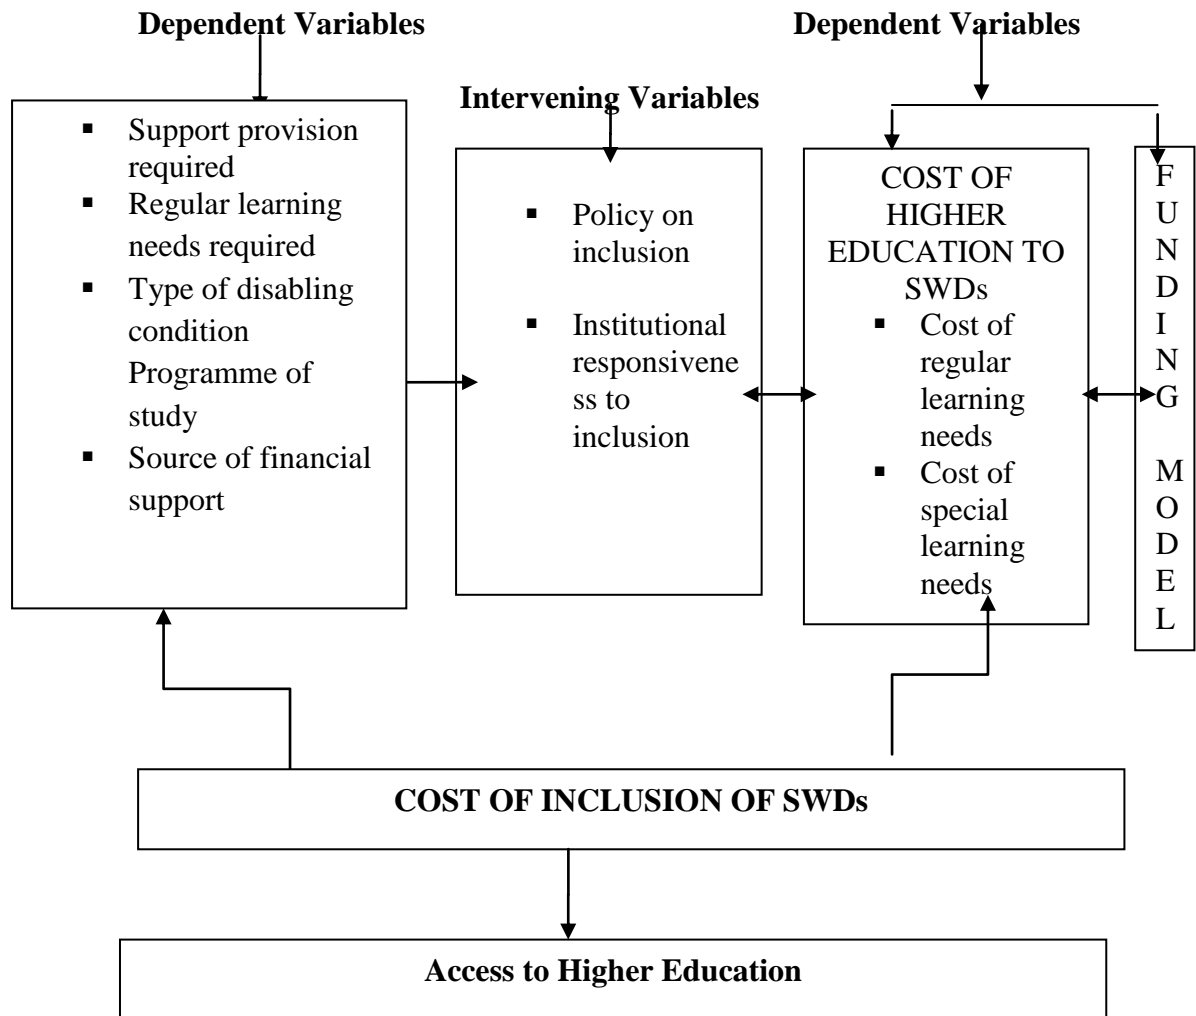 Dependent Variables
Dependent Variables
Intervening Variables
▪ Support provision
required
▪ Regular learning
needs required
▪ Type of disabling
condition
Programme of
study
▪ Source of financial
support
▪ Policy on
inclusion
▪ Institutional
responsivene
ss to
inclusion
COST OF
HIGHER
EDUCATION TO
SWDs
▪ Cost of
regular
learning
needs
▪ Cost of
special
learning
needs
F
U
N
D
I
N
G
M
O
D
E
L
COST OF INCLUSION OF SWDs
Access to Higher Education